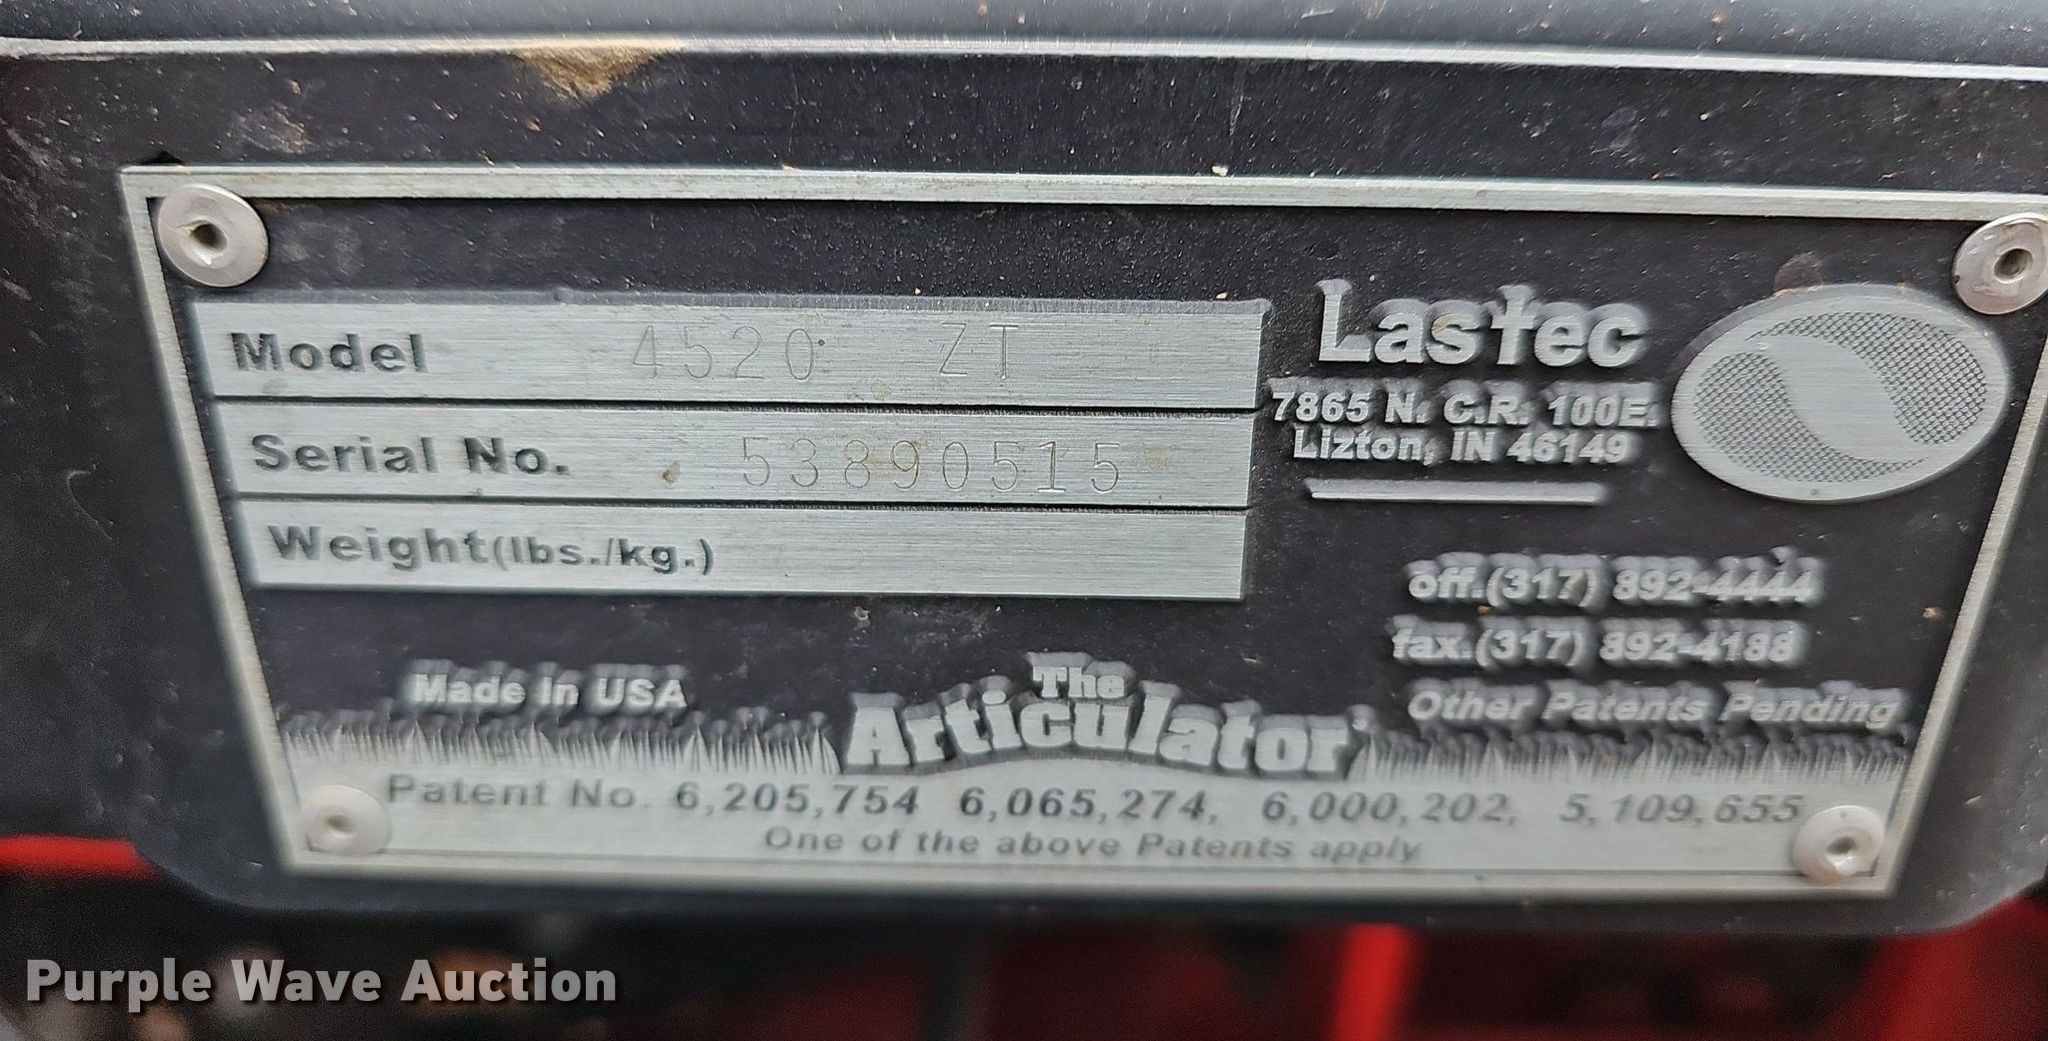 Model 4520 ZT
Serial No. 53890515
Weight(lbs./kg.)
Lastec
7865 N. C.R. 100E.
Lizton, IN 46149
off.(317) 892-4444
fax.(317) 892-4188
Other Patents Pending
Made In USA
The
Articulator
Patent No. 6,205,754 6,065,274, 6,000,202, 5,109,655
One of the above Patents apply
Purple Wave Auction